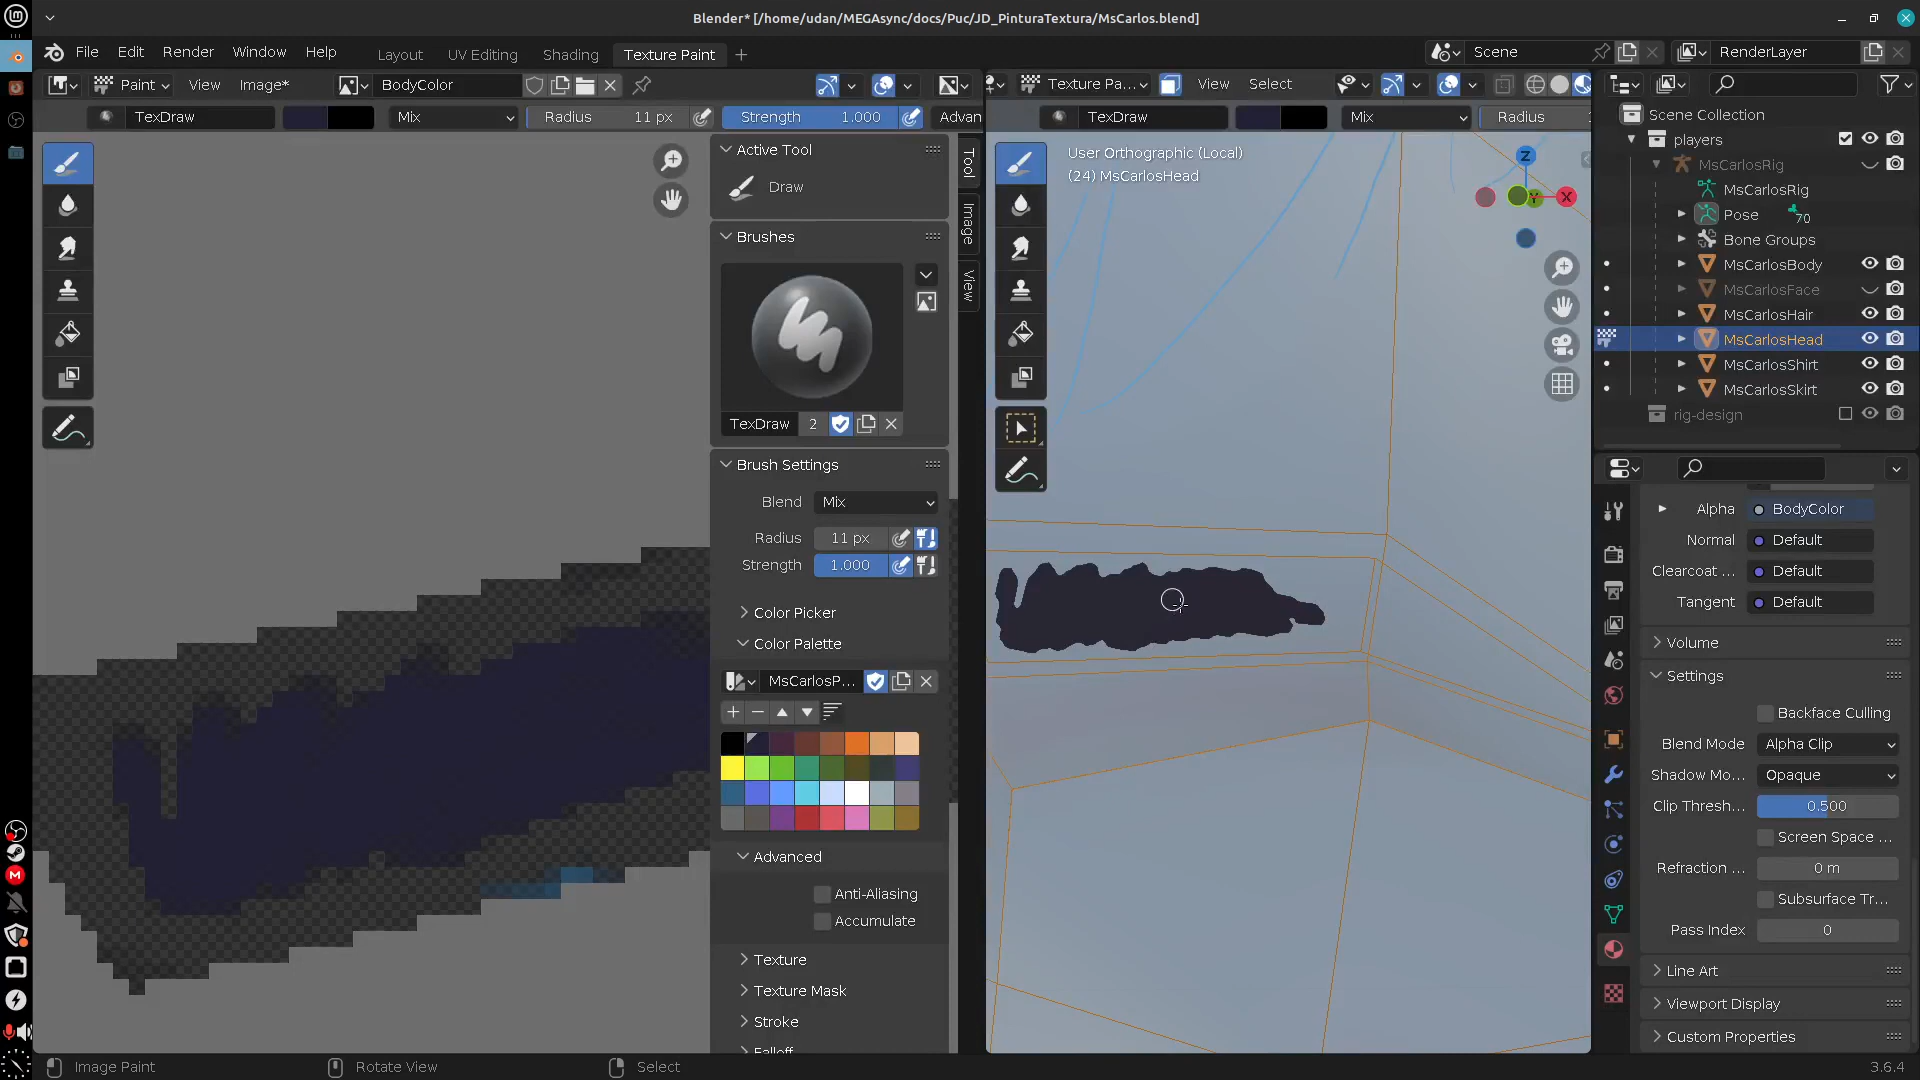 Blender* [/home/udan/MEGAsync/docs/Puc/JD_PinturaTextura/MsCarlos.blend]
File Edit Render Window Help Layout UV Editing Shading Texture Paint + Scene RenderLayer
Paint View Image* BodyColor
Texture Pa... View Select
TexDraw Mix Radius 11 px Strength 1.000 Advan
TexDraw Mix Radius 1
Active Tool
Draw
Brushes
TexDraw 2
Brush Settings
Blend Mix
Radius 11 px
Strength 1.000
Color Picker
Color Palette
MsCarlosP...
Advanced
Anti-Aliasing
Accumulate
Texture
Texture Mask
Stroke
Falloff
Tool
Image
View
User Orthographic (Local)
(24) MsCarlosHead
Z
Y
X
Scene Collection
players
MsCarlosRig
MsCarlosRig
Pose 70
Bone Groups
MsCarlosBody
MsCarlosFace
MsCarlosHair
MsCarlosHead
MsCarlosShirt
MsCarlosSkirt
rig-design
Alpha BodyColor
Normal Default
Clearcoat ... Default
Tangent Default
Volume
Settings
Backface Culling
Blend Mode Alpha Clip
Shadow Mo... Opaque
Clip Thresh... 0.500
Screen Space ...
Refraction ... 0 m
Subsurface Tr...
Pass Index 0
Line Art
Viewport Display
Custom Properties
Image Paint Rotate View Select 3.6.4